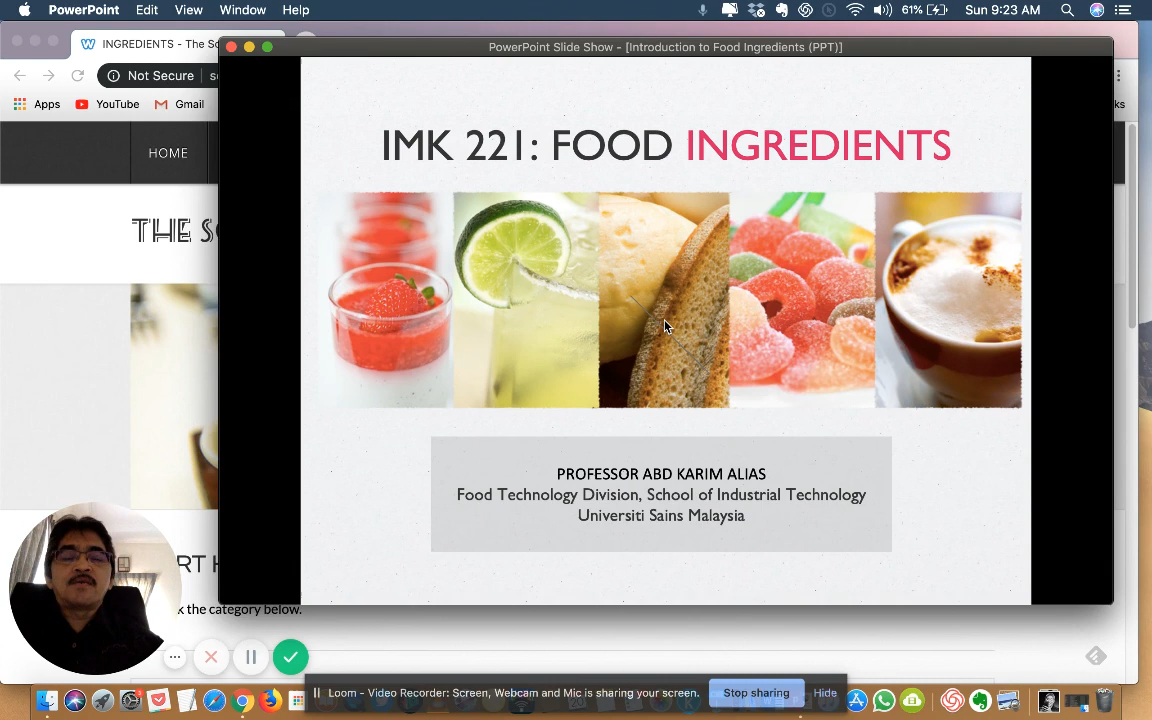 PowerPoint Edit View Window Help
61% Sun 9:23 AM
INGREDIENTS - The Sc
PowerPoint Slide Show - [Introduction to Food Ingredients (PPT)]
Not Secure
Apps YouTube Gmail
HOME
THE
IMK 221: FOOD INGREDIENTS
PROFESSOR ABD KARIM ALIAS
Food Technology Division, School of Industrial Technology
Universiti Sains Malaysia
RT
the category below.
Loom - Video Recorder: Screen, Webcam and Mic is sharing your screen. Stop sharing Hide